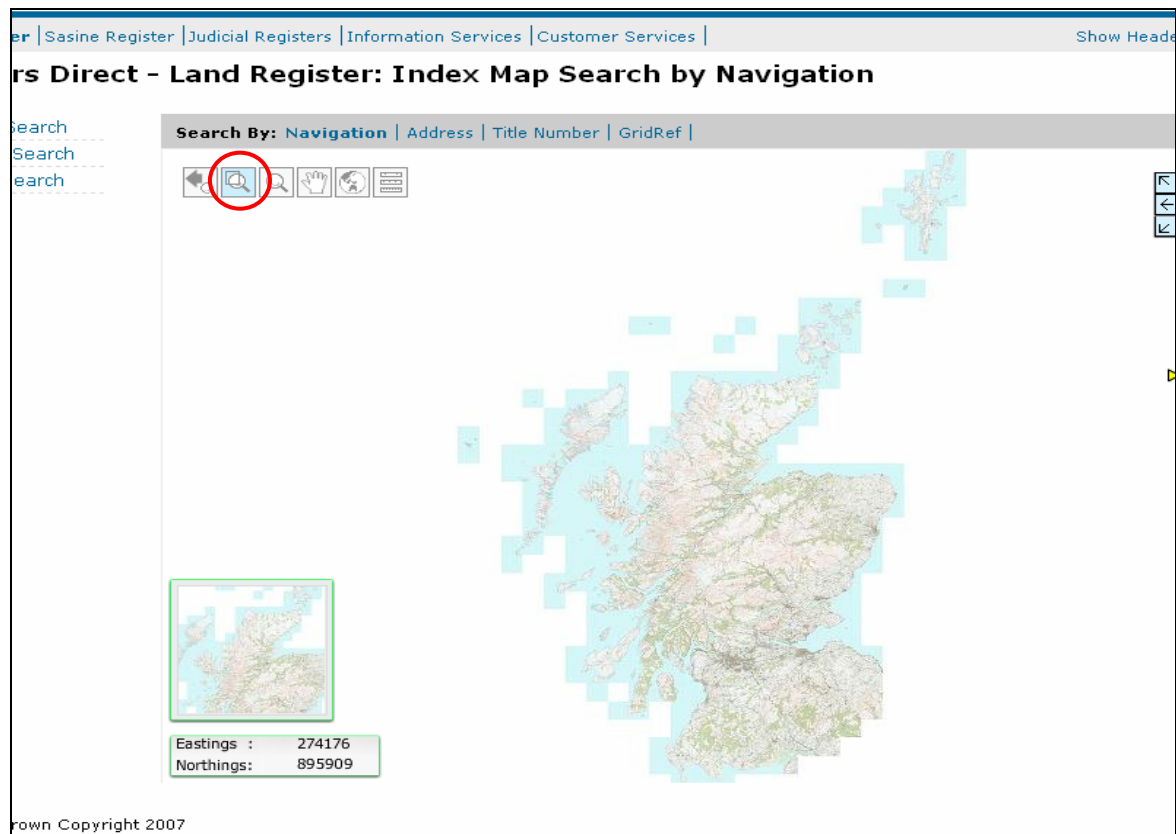 er | Sasine Register | Judicial Registers | Information Services | Customer Services | Show Heade
rs Direct - Land Register: Index Map Search by Navigation
Search
Search
earch
Search By: Navigation | Address | Title Number | GridRef |
Eastings : 274176
Northings: 895909
rown Copyright 2007